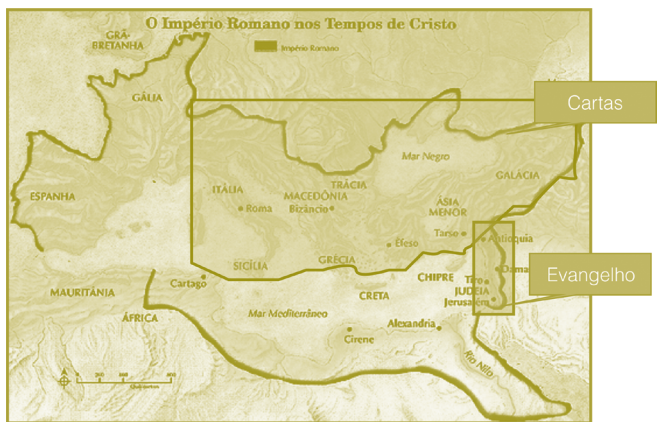 O Império Romano nos Tempos de Cristo
Império Romano
GRÃ-
BRETANHA
GÁLIA
Cartas
Mar Negro
GALÁCIA
ESPANHA
ITÁLIA
TRÁCIA
MACEDÔNIA
Roma
Bizâncio
ÁSIA
MENOR
Tarso
Antioquia
Éfeso
GRÉCIA
SICÍLIA
Cartago
CHIPRE
Tiro
Dama
Evangelho
MAURITÂNIA
CRETA
JUDÉIA
Jerusalém
ÁFRICA
Mar Mediterrâneo
Alexandria
Cirene
Rio Nilo